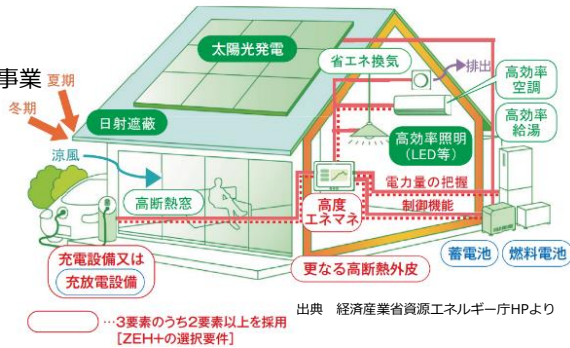 事業
夏期
冬期
太陽光発電
省エネ換気
排出
高効率
空調
高効率
給湯
日射遮蔽
涼風
高断熱窓
高効率照明
(LED等)
電力量の把握
制御機能
高度
エネマネ
充電設備又は
充放電設備
更なる高断熱外皮
蓄電池
燃料電池
出典　経済産業省資源エネルギー庁HPより
…3要素のうち2要素以上を採用
[ZEH+の選択要件]